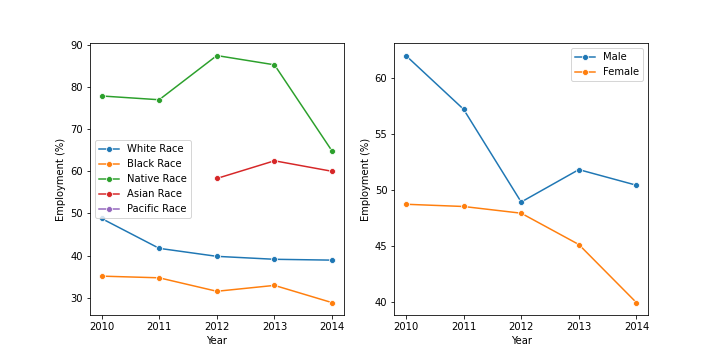 90
80
70
60
50
40
30
Employment (%)
White Race
Black Race
Native Race
Asian Race
Pacific Race
2010 2011 2012 2013 2014
Year
60
55
50
45
40
Employment (%)
Male
Female
2010 2011 2012 2013 2014
Year